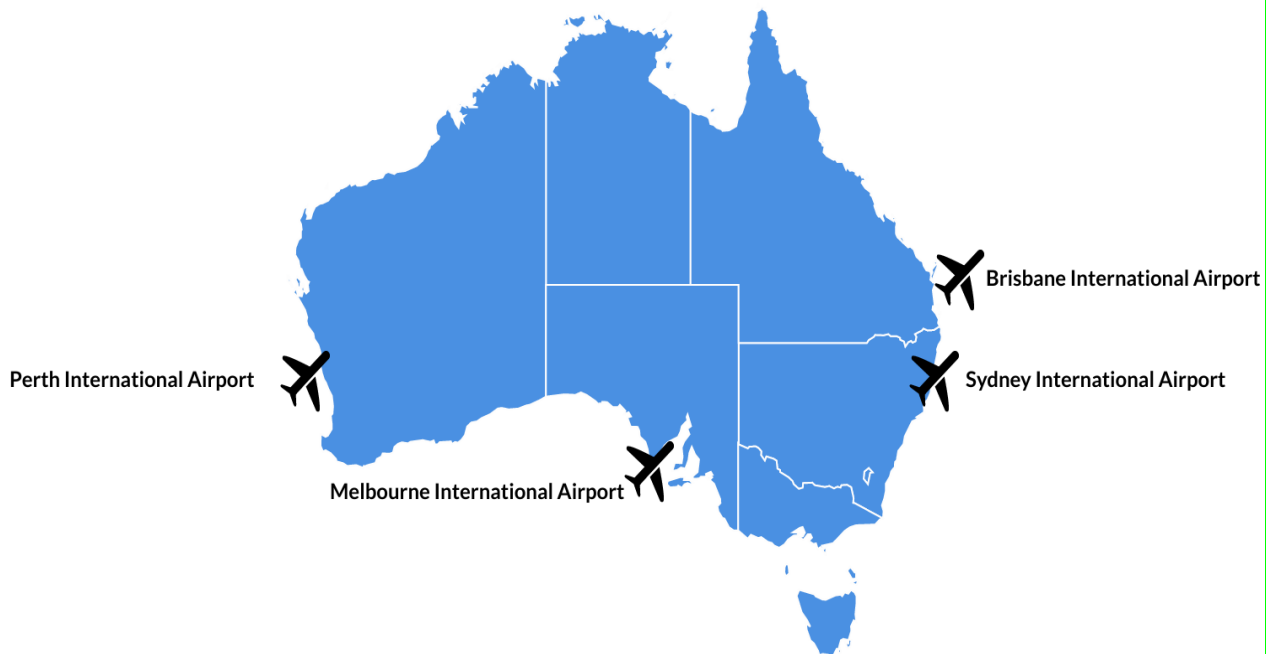 Brisbane International Airport
Perth International Airport
Sydney International Airport
Melbourne International Airport